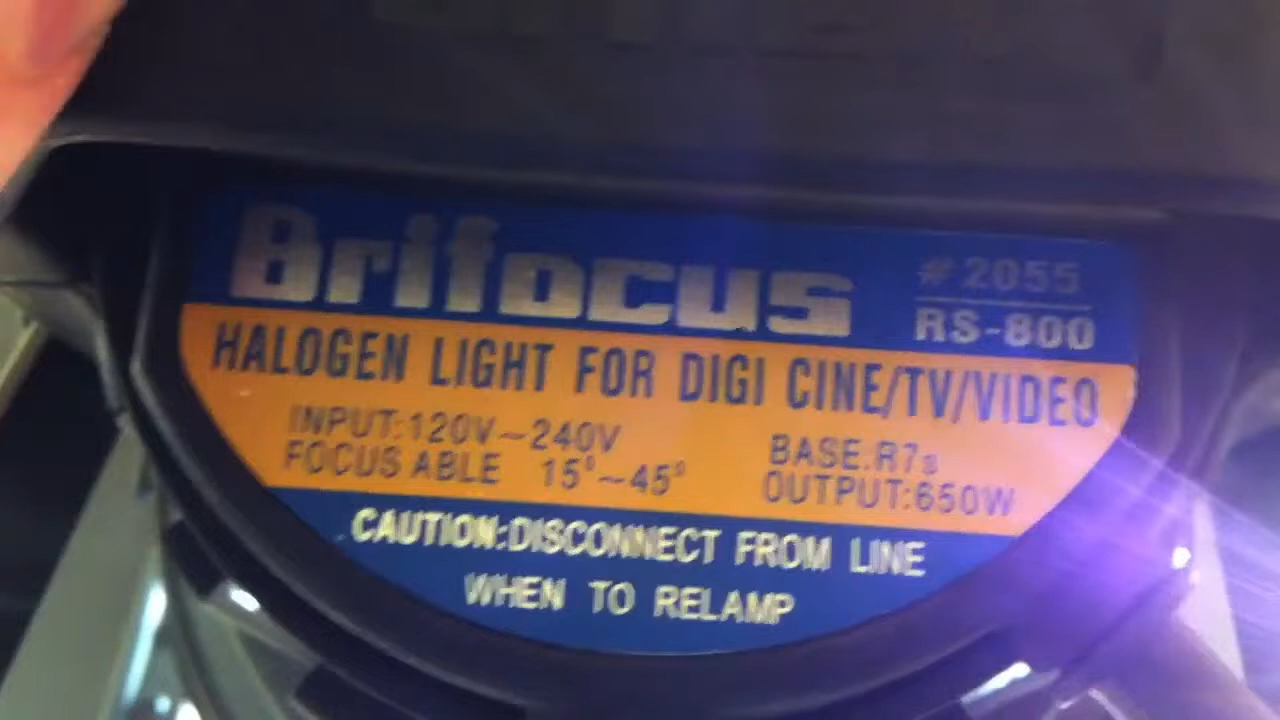 Brifocus
#2055
RS-800
HALOGEN LIGHT FOR DIGI CINE/TV/VIDEO
INPUT:120V~240V
FOCUS ABLE 15°~45°
BASE.R7s
OUTPUT:650W
CAUTION:DISCONNECT FROM LINE
WHEN TO RELAMP